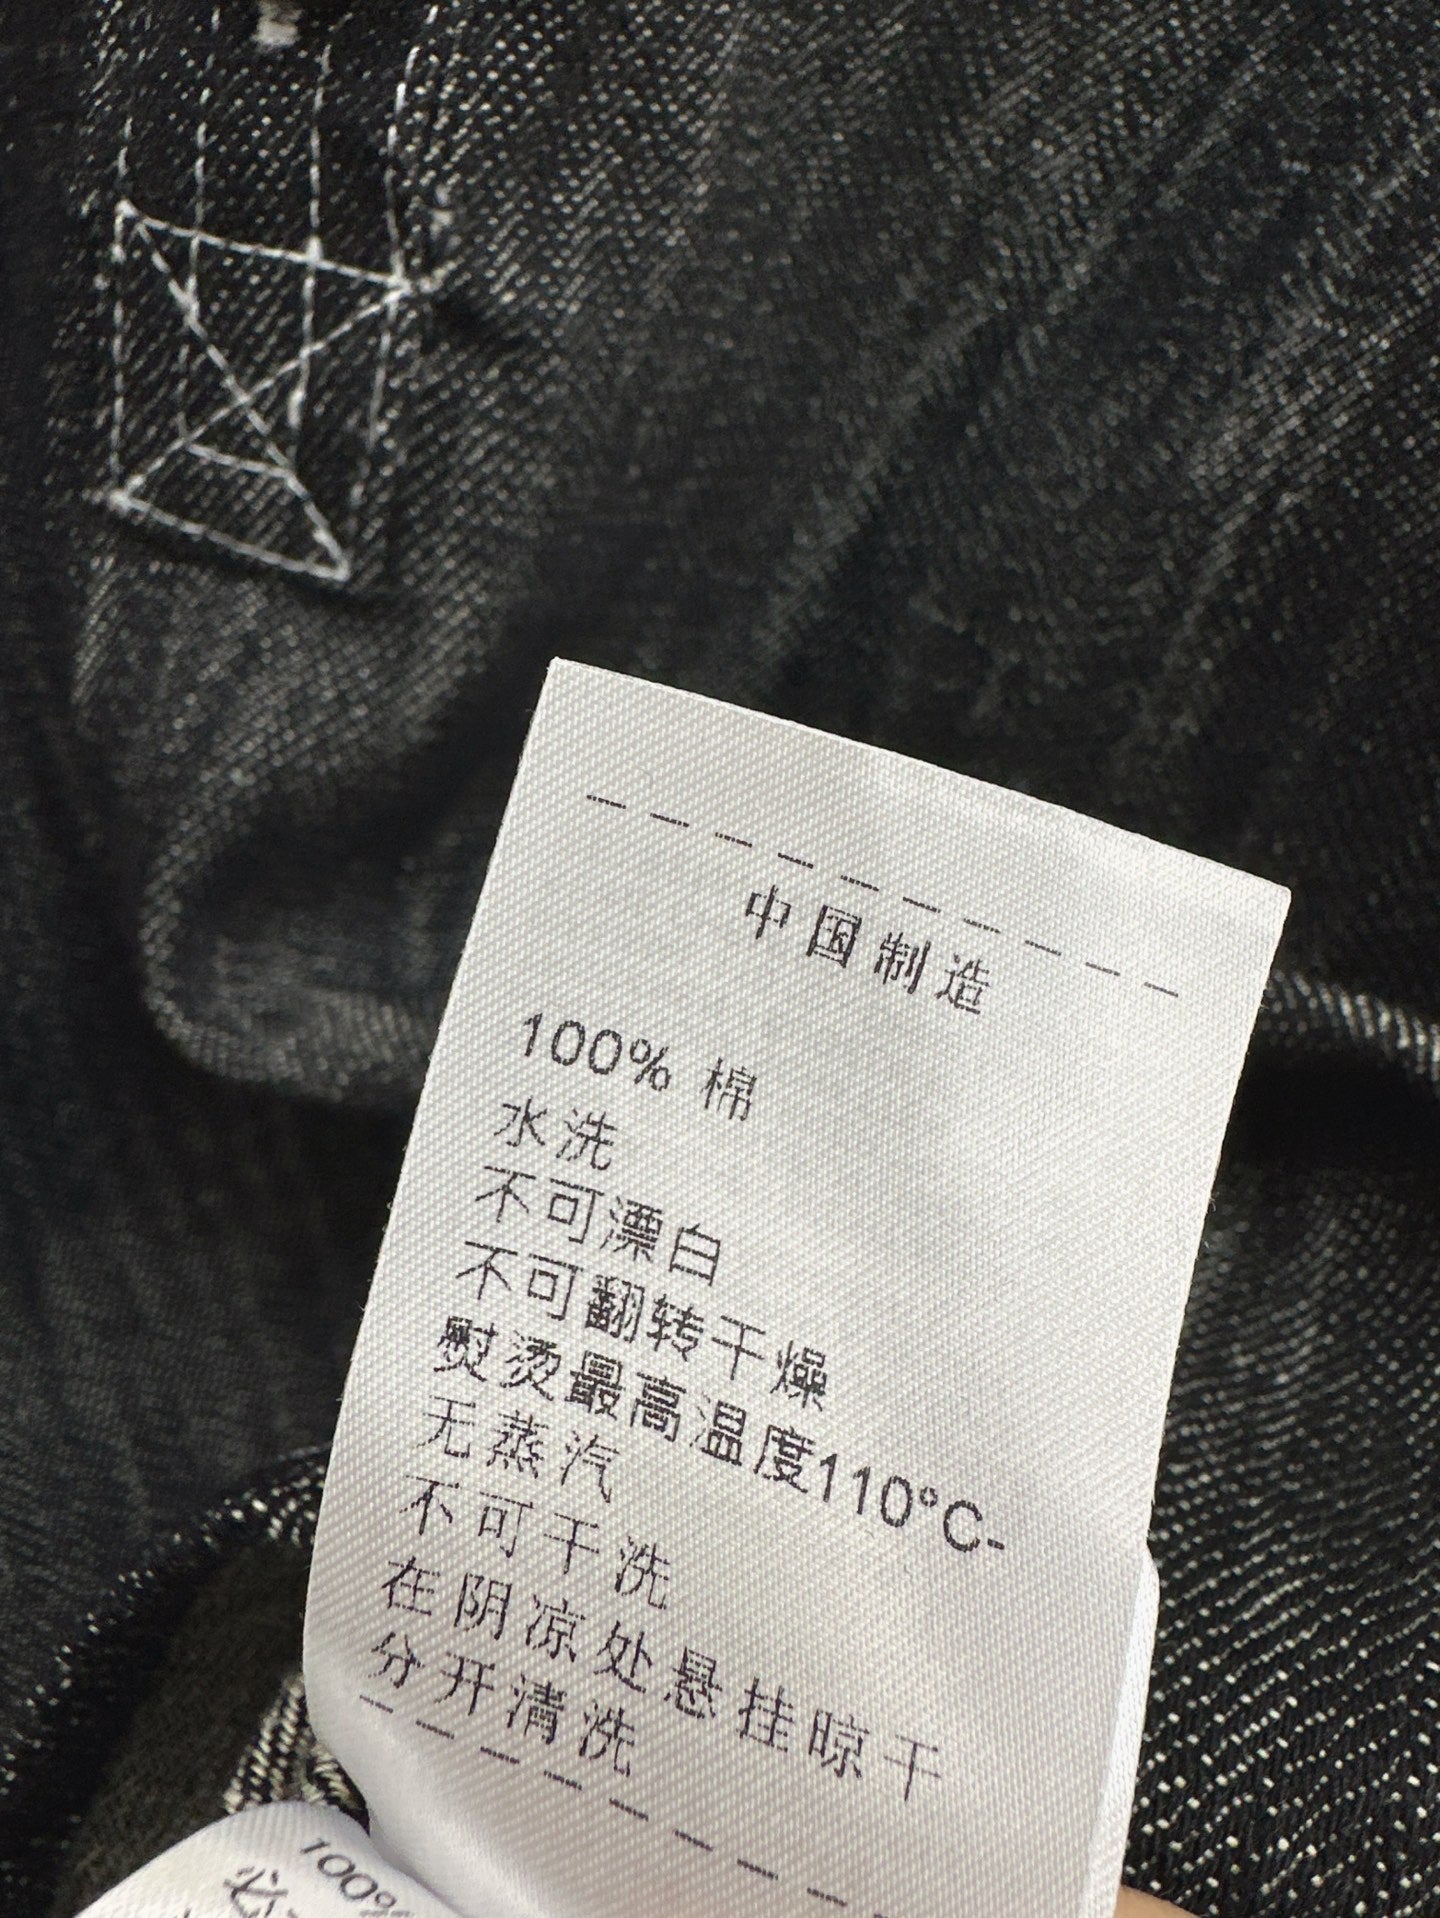 中国制造
100% 棉
水洗
不可漂白
不可翻转干燥
熨烫最高温度110°C-
无蒸汽
不可干洗
在阴凉处悬挂晾干
分开清洗
100%
必